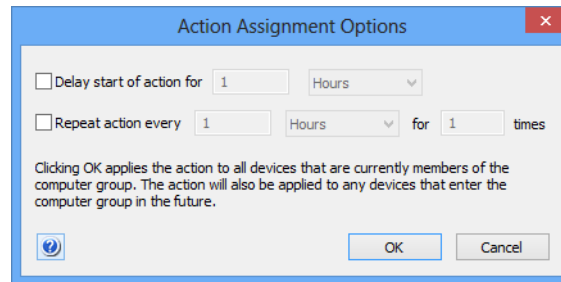 Action Assignment Options
Delay start of action for 1 Hours
Repeat action every 1 Hours for 1 times
Clicking OK applies the action to all devices that are currently members of the
computer group. The action will also be applied to any devices that enter the
computer group in the future.
OK Cancel